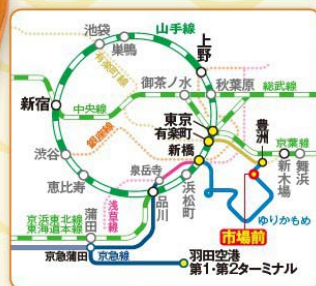 池袋
巣鴨
山手線
上野
有楽町線
御茶ノ水
秋葉原
総武線
新宿
中央線
東京
有楽町
豊洲
京葉線
銀座線
新橋
渋谷
泉岳寺
新木場
舞浜
恵比寿
浜松町
品川
浅草線
ゆりかもめ
京浜東北線
東海道本線
蒲田
市場前
京急蒲田
京急線
羽田空港
第1・第2ターミナル